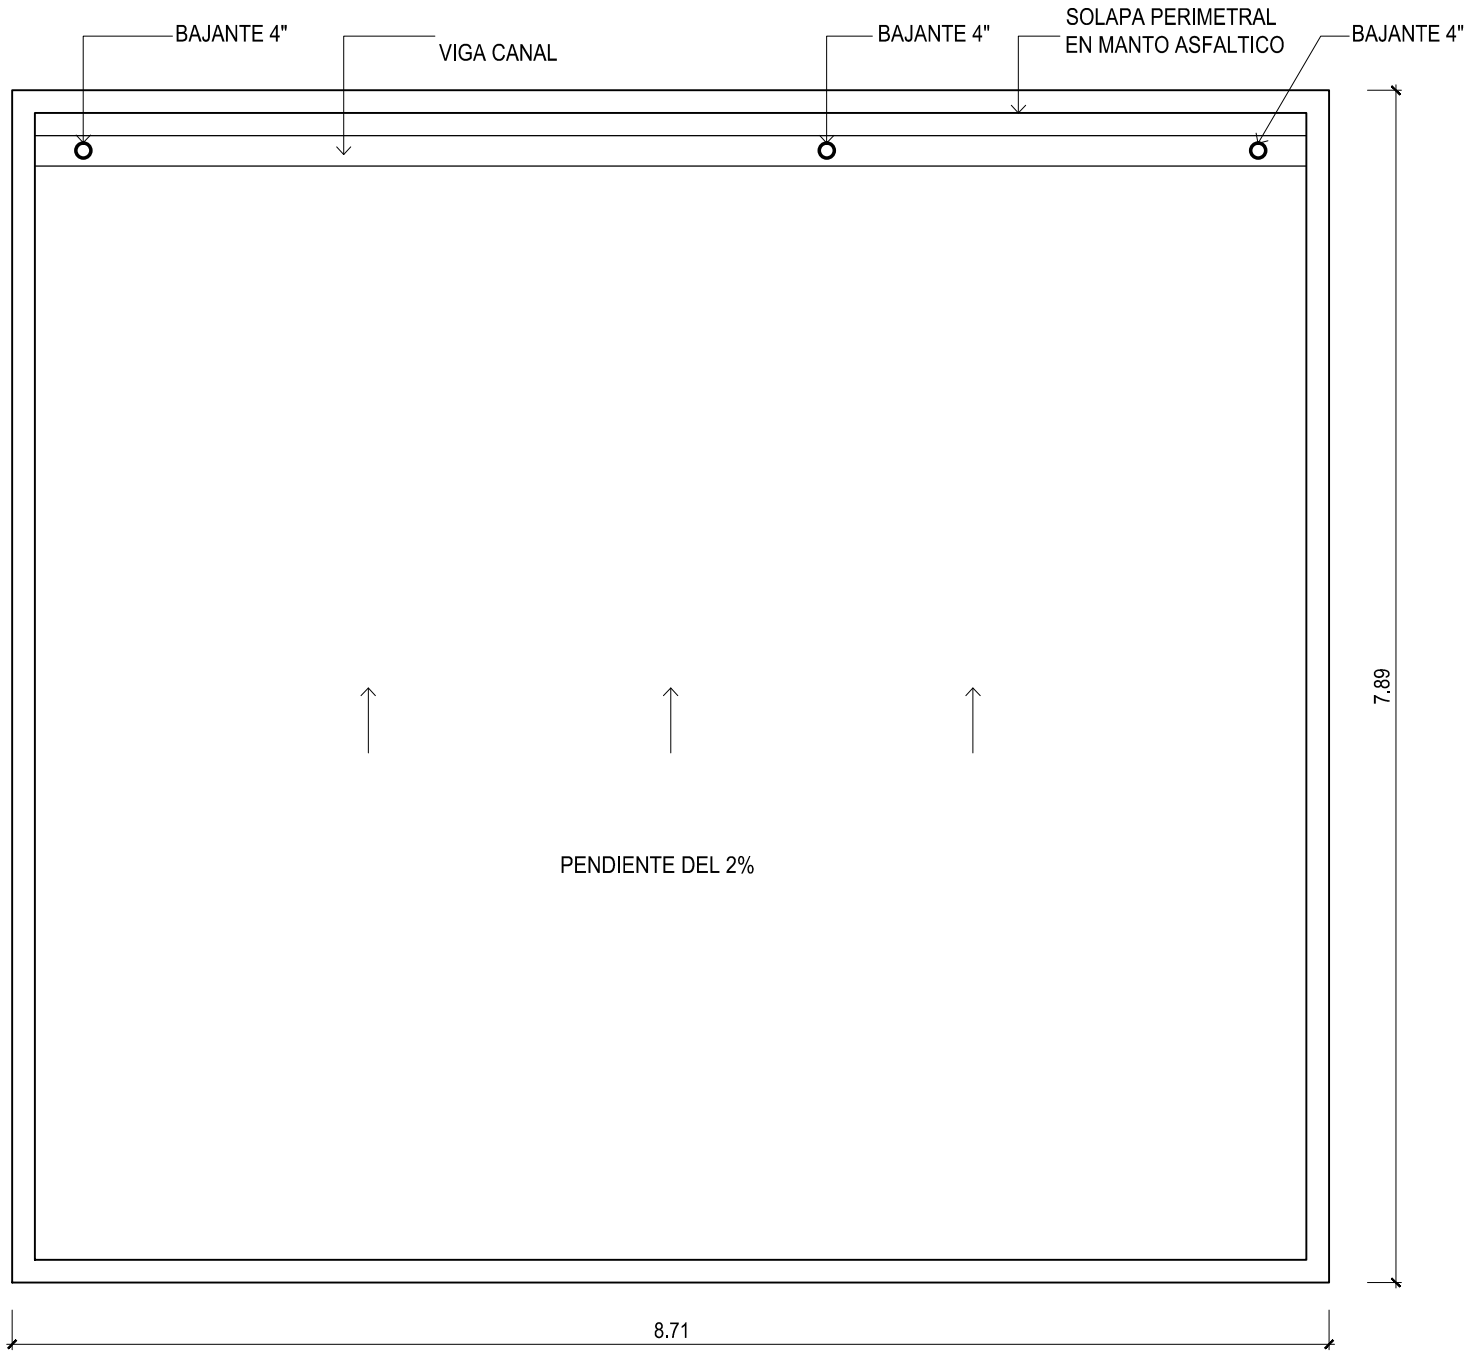 BAJANTE 4"
VIGA CANAL
BAJANTE 4"
SOLAPA PERIMETRAL
EN MANTO ASFALTICO
BAJANTE 4"
7.89
PENDIENTE DEL 2%
8.71